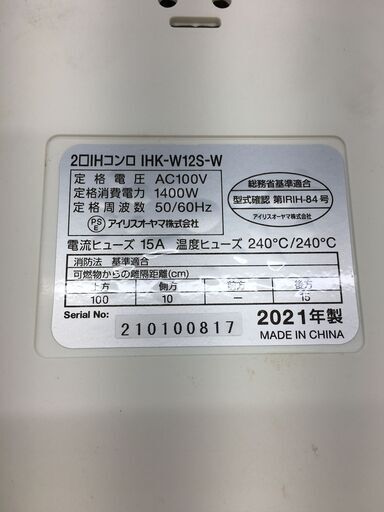 2口IHコンロ IHK-W12S-W
定格電圧 AC100V
定格消費電力 1400W
定格周波数 50/60Hz
PSE アイリスオーヤマ株式会社
総務省基準適合
型式確認 第IRIH-84号
アイリスオーヤマ株式会社
電流ヒューズ 15A 温度ヒューズ 240℃/240℃
消防法 基準適合
可燃物からの離隔距離(cm)
上方 側方 前方 後方
100 10 — 15
Serial No: 210100817
2021年製
MADE IN CHINA